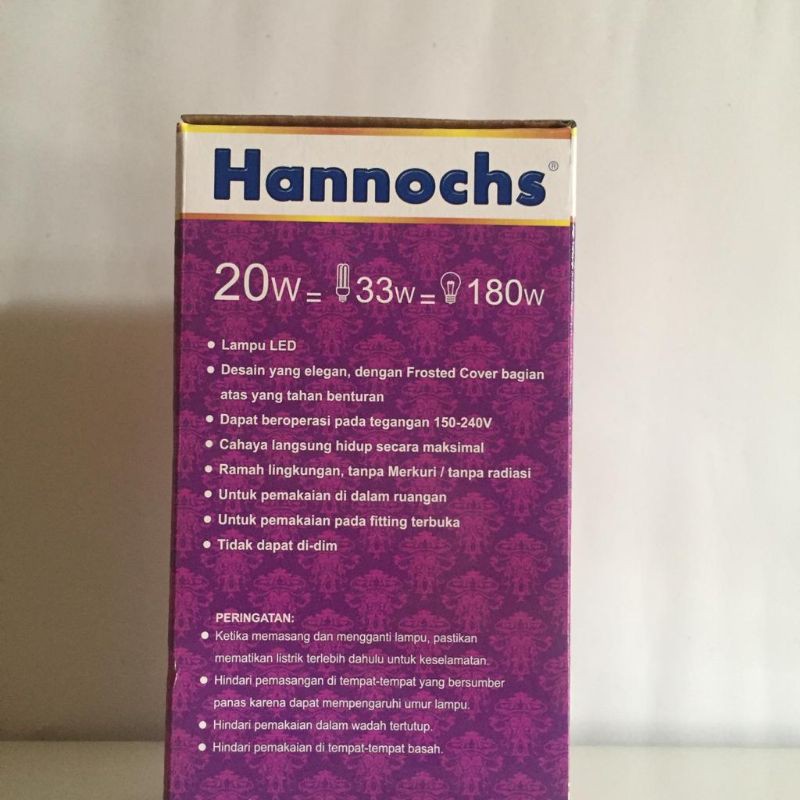 Hannochs®
20W = 33W = 180W
• Lampu LED
• Desain yang elegan, dengan Frosted Cover bagian
atas yang tahan benturan
• Dapat beroperasi pada tegangan 150-240V
• Cahaya langsung hidup secara maksimal
• Ramah lingkungan, tanpa Merkuri / tanpa radiasi
• Untuk pemakaian di dalam ruangan
• Untuk pemakaian pada fitting terbuka
• Tidak dapat di-dim
PERINGATAN:
• Ketika memasang dan mengganti lampu, pastikan
mematikan listrik terlebih dahulu untuk keselamatan.
• Hindari pemasangan di tempat-tempat yang bersumber
panas karena dapat mempengaruhi umur lampu.
• Hindari pemakaian dalam wadah tertutup.
• Hindari pemakaian di tempat-tempat basah.